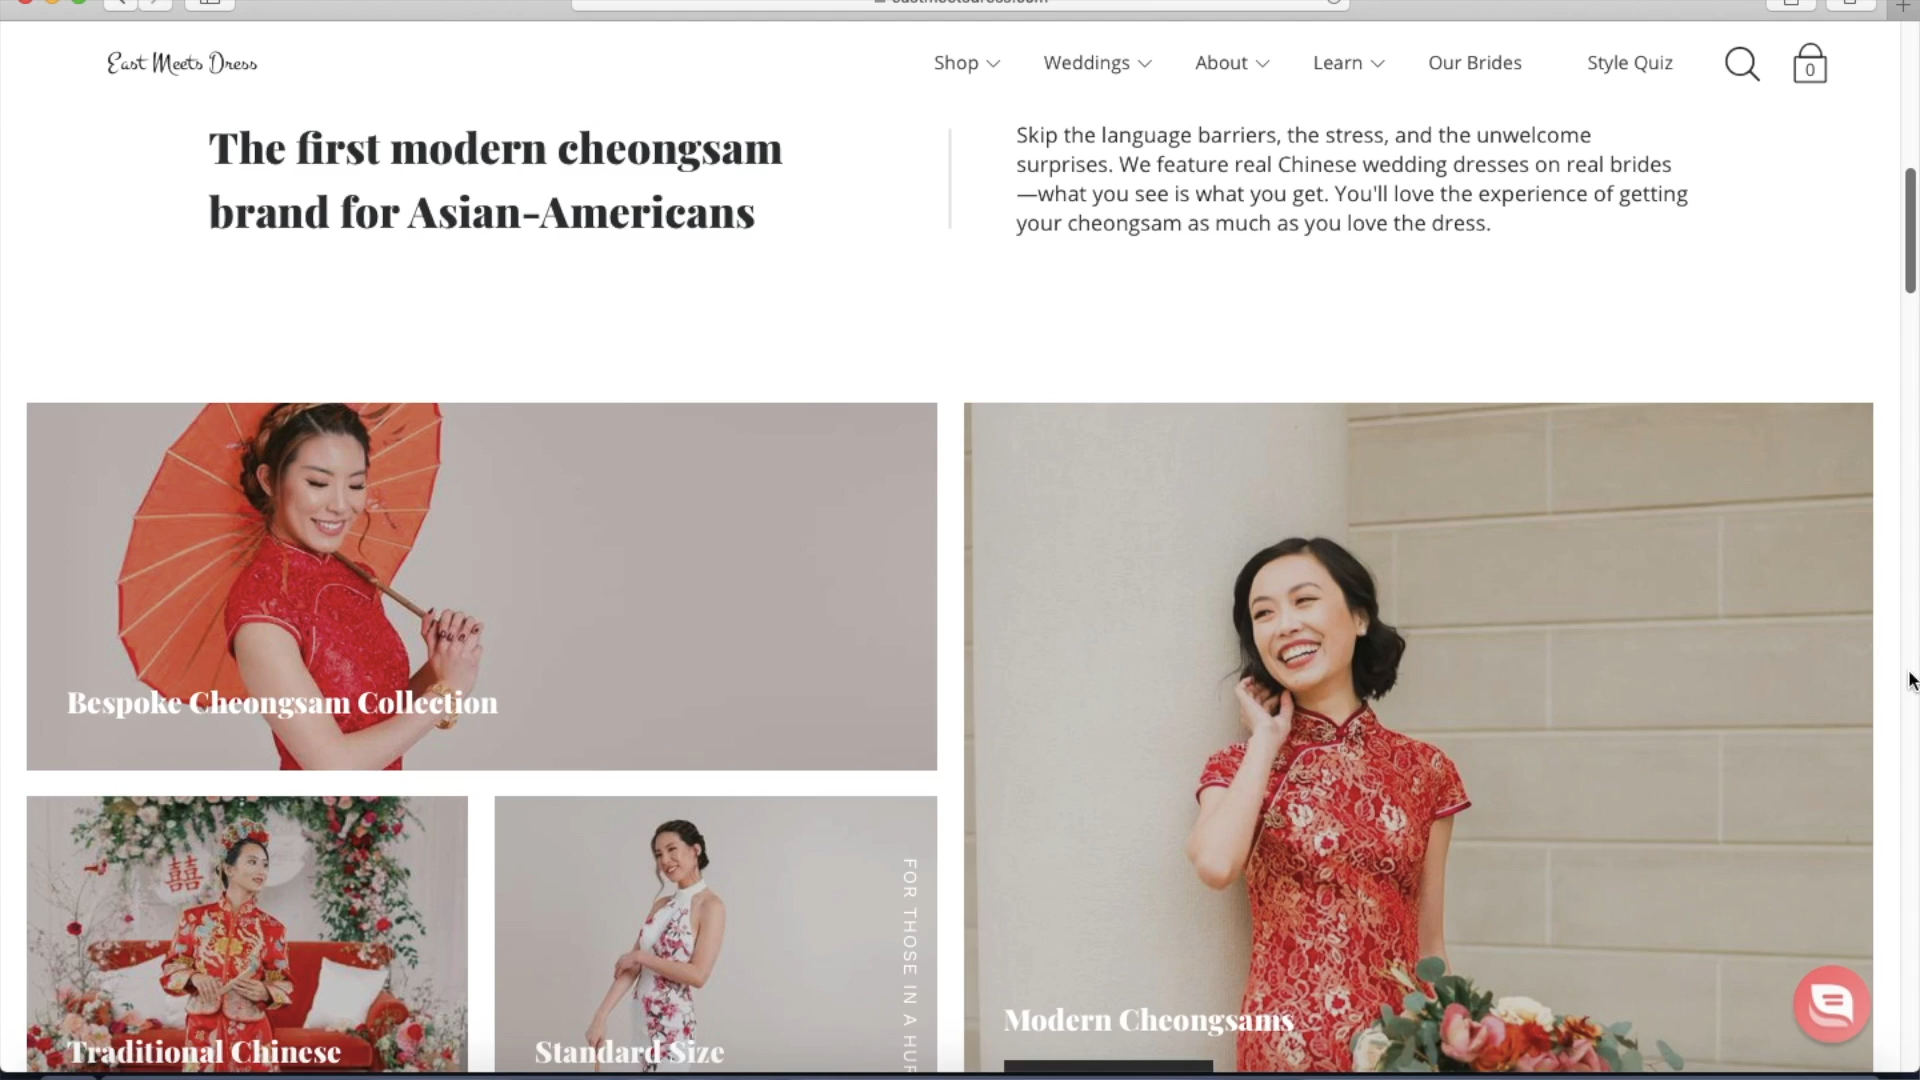 East Meets Dress
Shop
Weddings
About
Learn
Our Brides
Style Quiz
0
The first modern cheongsam
brand for Asian-Americans
Skip the language barriers, the stress, and the unwelcome
surprises. We feature real Chinese wedding dresses on real brides
—what you see is what you get. You'll love the experience of getting
your cheongsam as much as you love the dress.
Bespoke Cheongsam Collection
囍
Traditional Chinese
Standard Size
FOR THOSE IN A
Modern Cheongsams